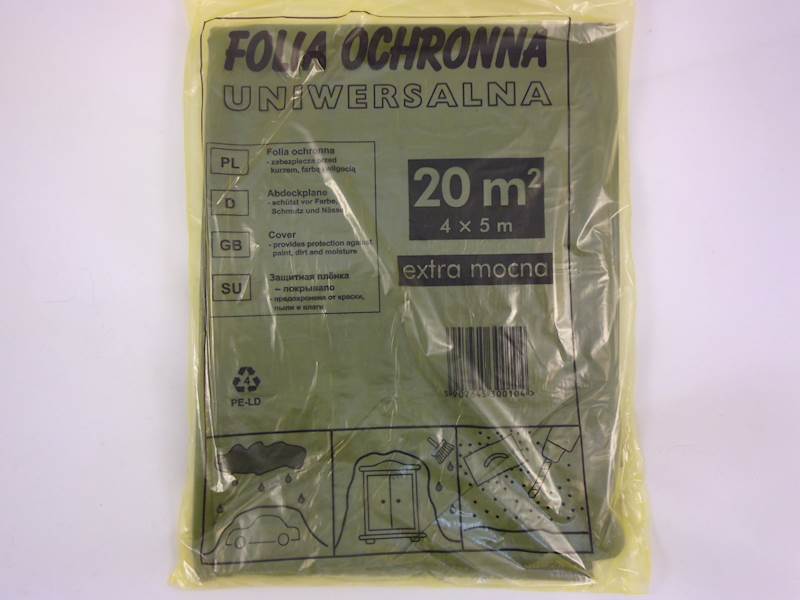 FOLIA OCHRONNA
UNIWERSALNA
PL
Folia ochronna
- zabezpiecza przed
kurzem, farbą i wilgocią
D
Abdeckplane
- schützt vor Farbe,
Schmutz und Nässe
GB
Cover
- provides protection against
paint, dirt and moisture
SU
Защитная плёнка
– покрывало
- предохронена от краски,
пыли и влаги
20 m²
4 × 5 m
extra mocna
4
PE-LD